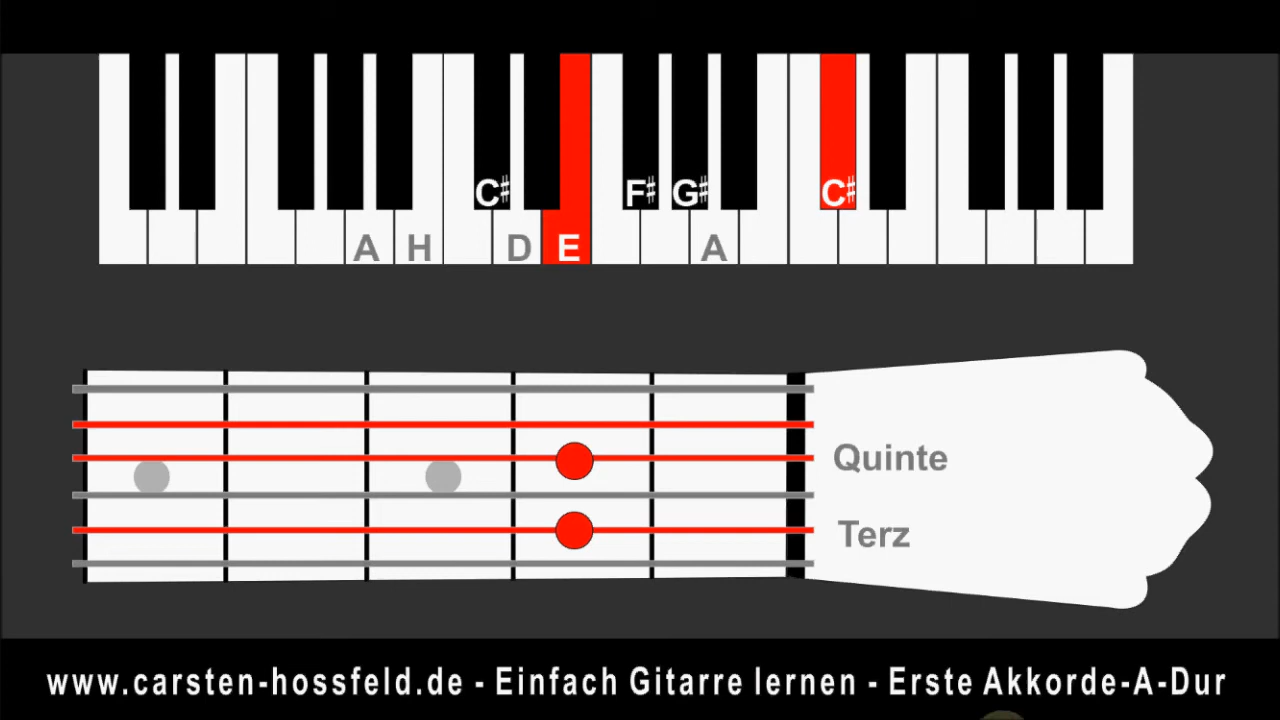 C♯ F♯ G♯ C♯
A H D E A
Quinte
Terz
www.carsten-hossfeld.de - Einfach Gitarre lernen - Erste Akkorde-A-Dur